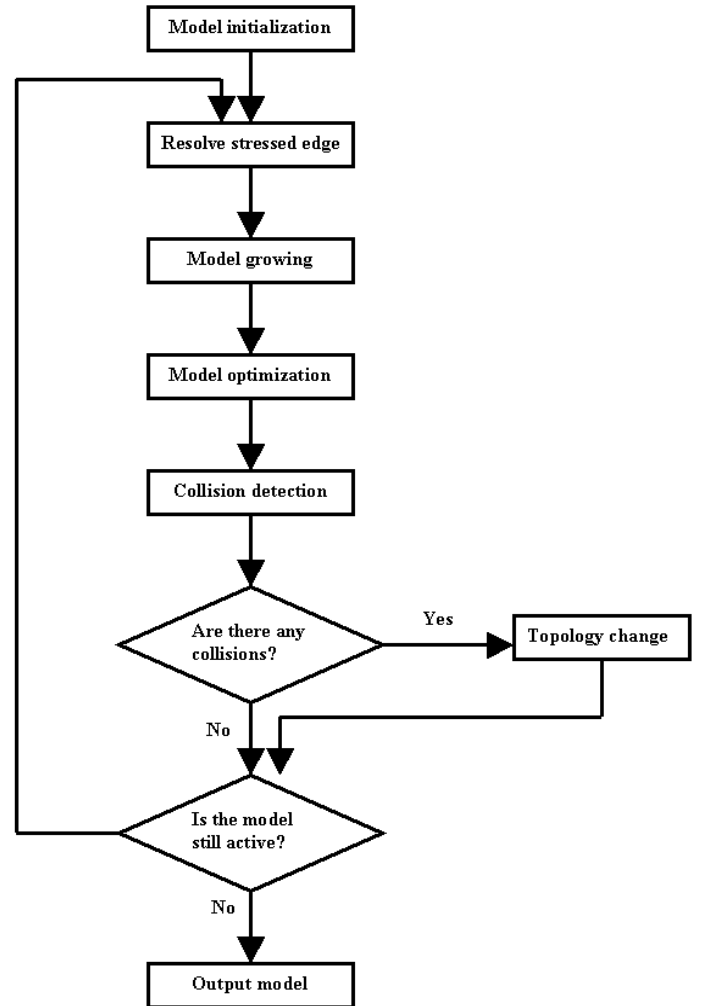 Model initialization
Resolve stressed edge
Model growing
Model optimization
Collision detection
Are there any
collisions?
Yes
Topology change
No
Is the model
still active?
No
Output model